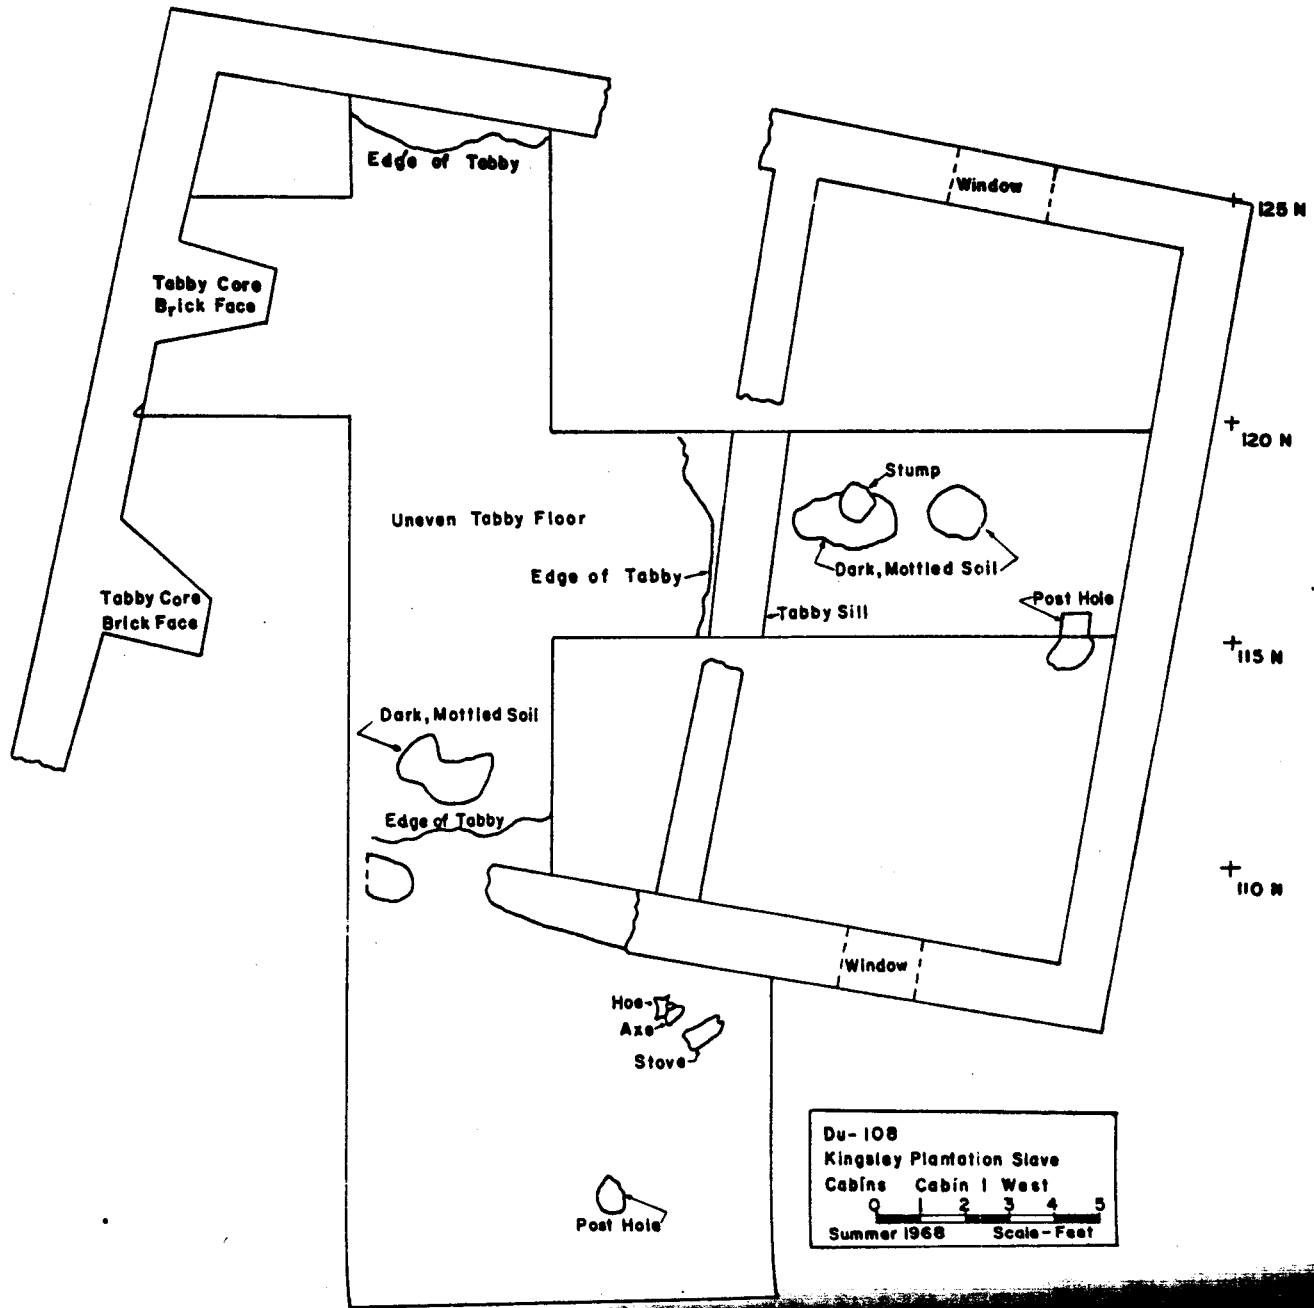 Edge of Tabby
Window
125 N
Tabby Core
Brick Face
120 N
Stump
Uneven Tabby Floor
Dark, Mottled Soil
Edge of Tabby
Post Hole
Tabby Core
Brick Face
Tabby Sill
115 N
Dark, Mottled Soil
Edge of Tabby
110 N
Window
Hoe
Axe
Stove
Du-108
Kingsley Plantation Slave
Cabins Cabin 1 West
0 1 2 3 4 5
Summer 1968 Scale-Feet
Post Hole